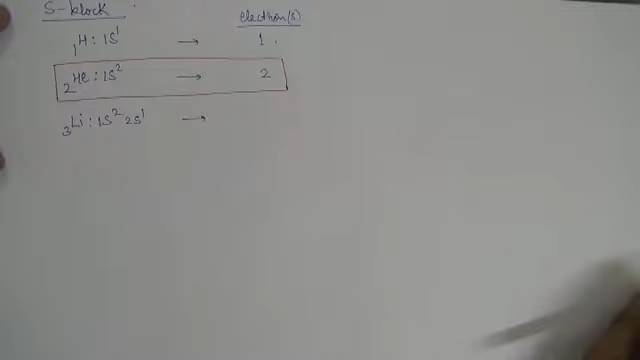 S-block electron(s)
₁H : 1S¹ → 1
₂He : 1S² → 2
₃Li : 1S² 2S¹ →